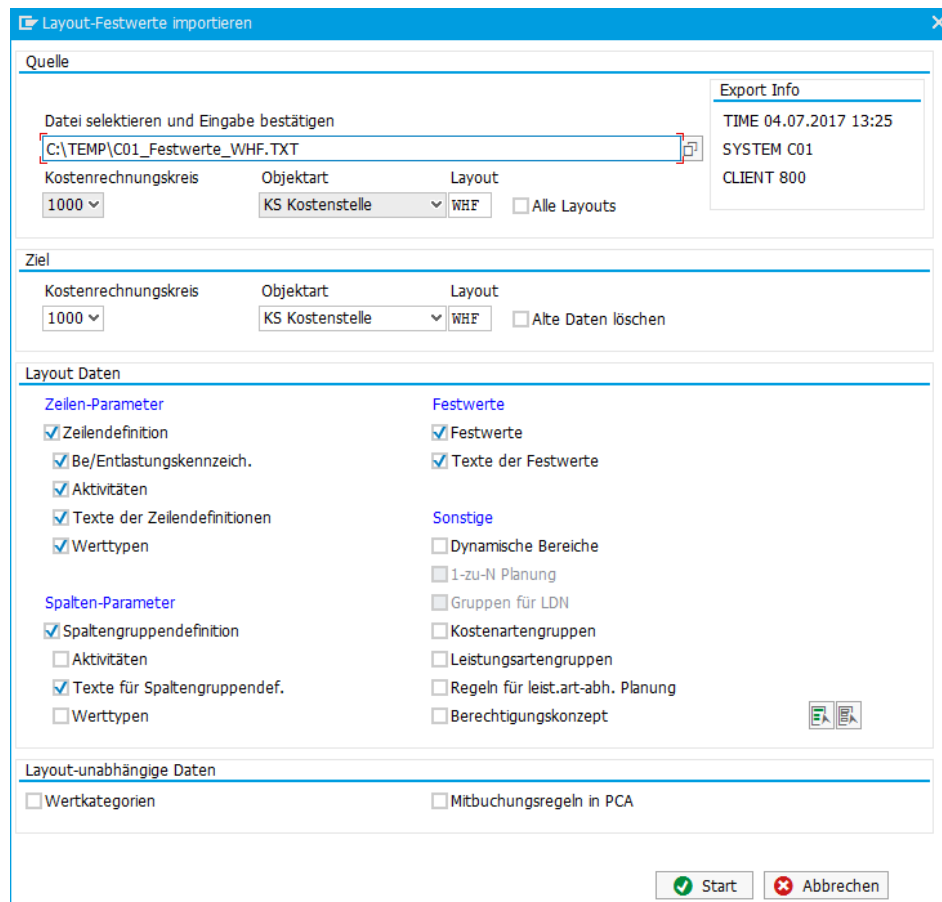 Layout-Festwerte importieren
Quelle
Export Info
TIME 04.07.2017 13:25
SYSTEM C01
CLIENT 800
Datei selektieren und Eingabe bestätigen
C:\TEMP\C01_Festwerte_WHF.TXT
Kostenrechnungskreis Objektart Layout
1000 KS Kostenstelle WHF Alle Layouts
Ziel
Kostenrechnungskreis Objektart Layout
1000 KS Kostenstelle WHF Alte Daten löschen
Layout Daten
Zeilen-Parameter
Zeilendefinition
Be/Entlastungskennzeich.
Aktivitäten
Texte der Zeilendefinitionen
Werttypen
Spalten-Parameter
Spaltengruppendefinition
Aktivitäten
Texte für Spaltengruppendef.
Werttypen
Festwerte
Festwerte
Texte der Festwerte
Sonstige
Dynamische Bereiche
1-zu-N Planung
Gruppen für LDN
Kostenartengruppen
Leistungsartengruppen
Regeln für leist.art-abh. Planung
Berechtigungskonzept
Layout-unabhängige Daten
Wertkategorien Mitbuchungsregeln in PCA
Start Abbrechen